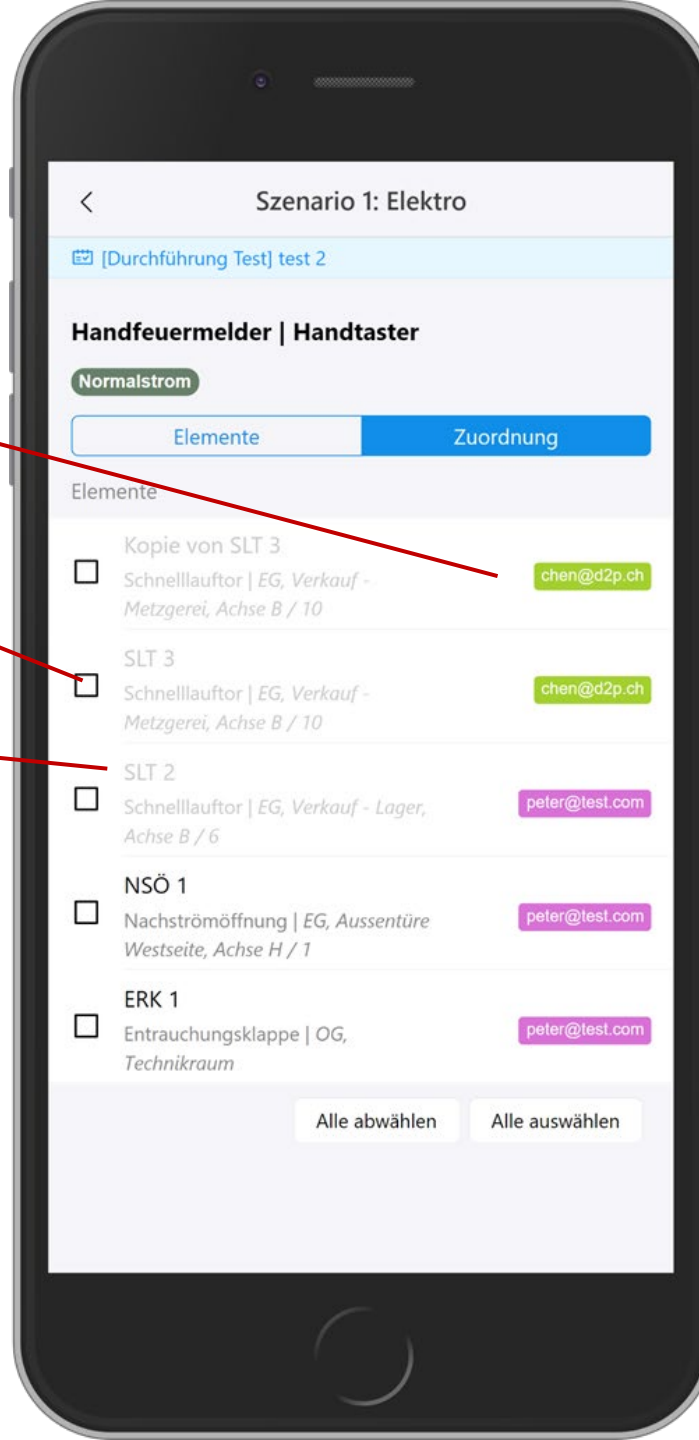 Szenario 1: Elektro
[Durchführung Test] test 2
Handfeuermelder | Handtaster
Normalstrom
Elemente
Zuordnung
Elemente
Kopie von SLT 3
Schnelllauftor | EG, Verkauf -
Metzgerei, Achse B / 10
chen@d2p.ch
SLT 3
Schnelllauftor | EG, Verkauf -
Metzgerei, Achse B / 10
chen@d2p.ch
SLT 2
Schnelllauftor | EG, Verkauf - Lager,
Achse B / 6
peter@test.com
NSÖ 1
Nachströmöffnung | EG, Aussentüre
Westseite, Achse H / 1
peter@test.com
ERK 1
Entrauchungsklappe | OG,
Technikraum
peter@test.com
Alle abwählen
Alle auswählen